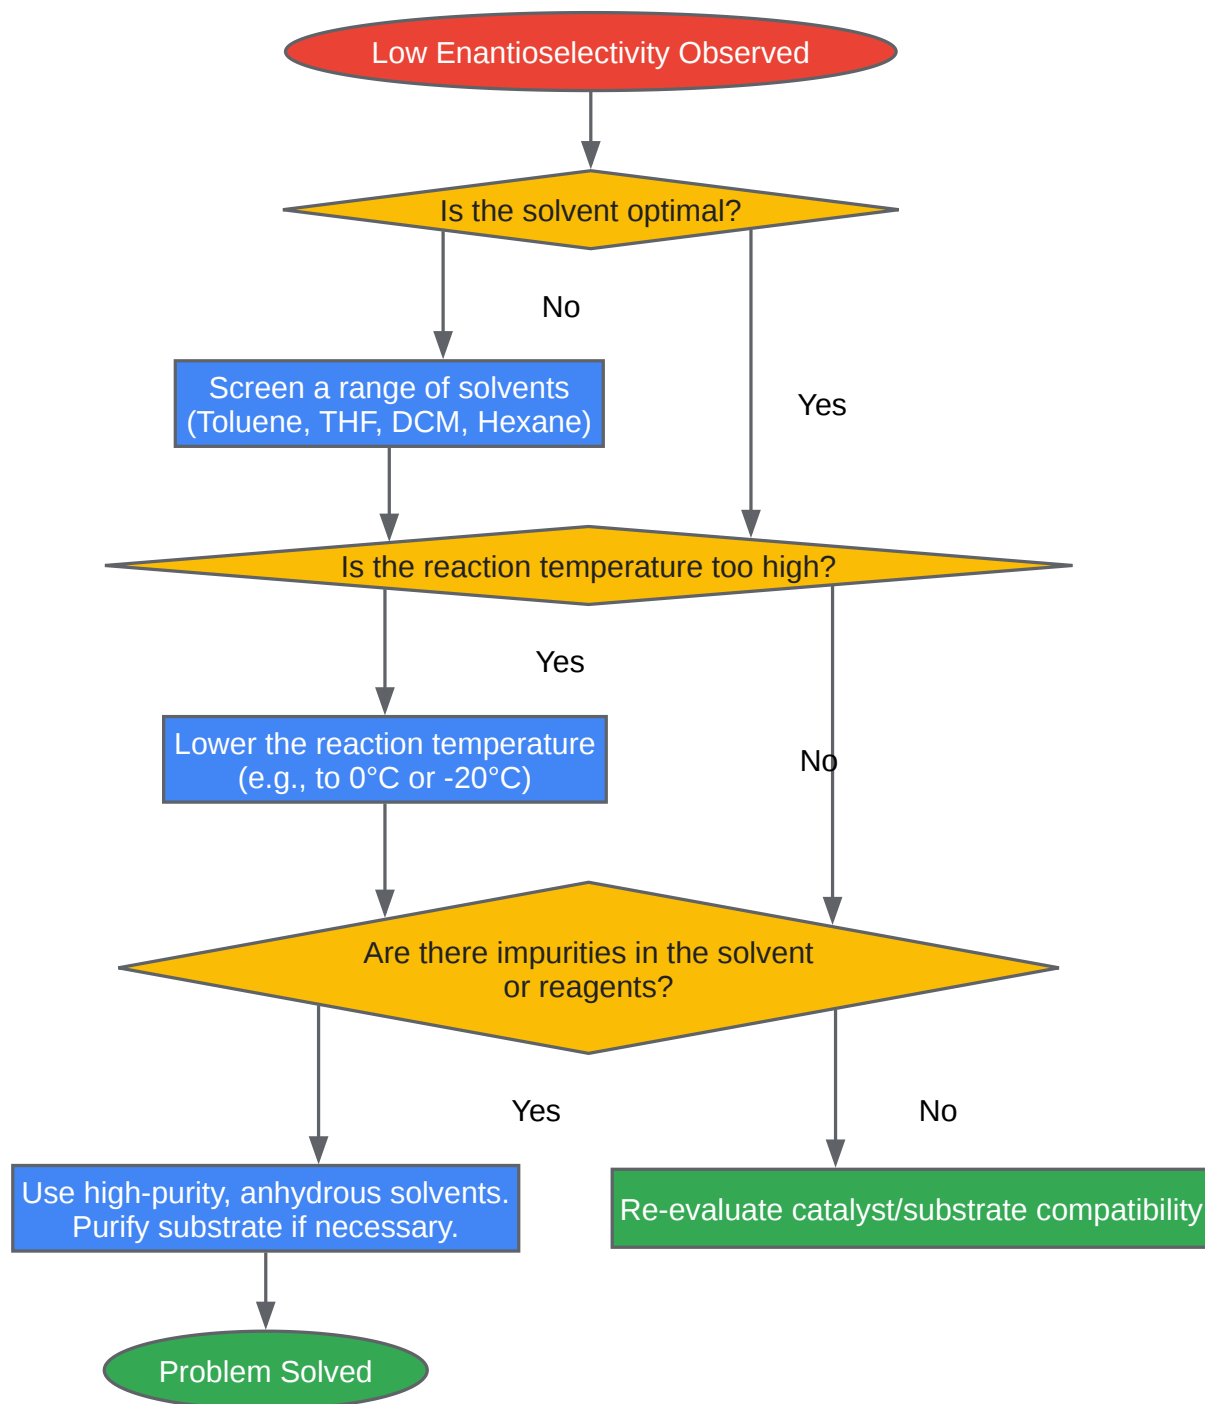 Low Enantioselectivity Observed
Is the solvent optimal?
No
Screen a range of solvents
(Toluene, THF, DCM, Hexane)
Yes
Is the reaction temperature too high?
Yes
Lower the reaction temperature
(e.g., to 0°C or -20°C)
No
Are there impurities in the solvent
or reagents?
Yes
No
Use high-purity, anhydrous solvents.
Purify substrate if necessary.
Re-evaluate catalyst/substrate compatibility
Problem Solved